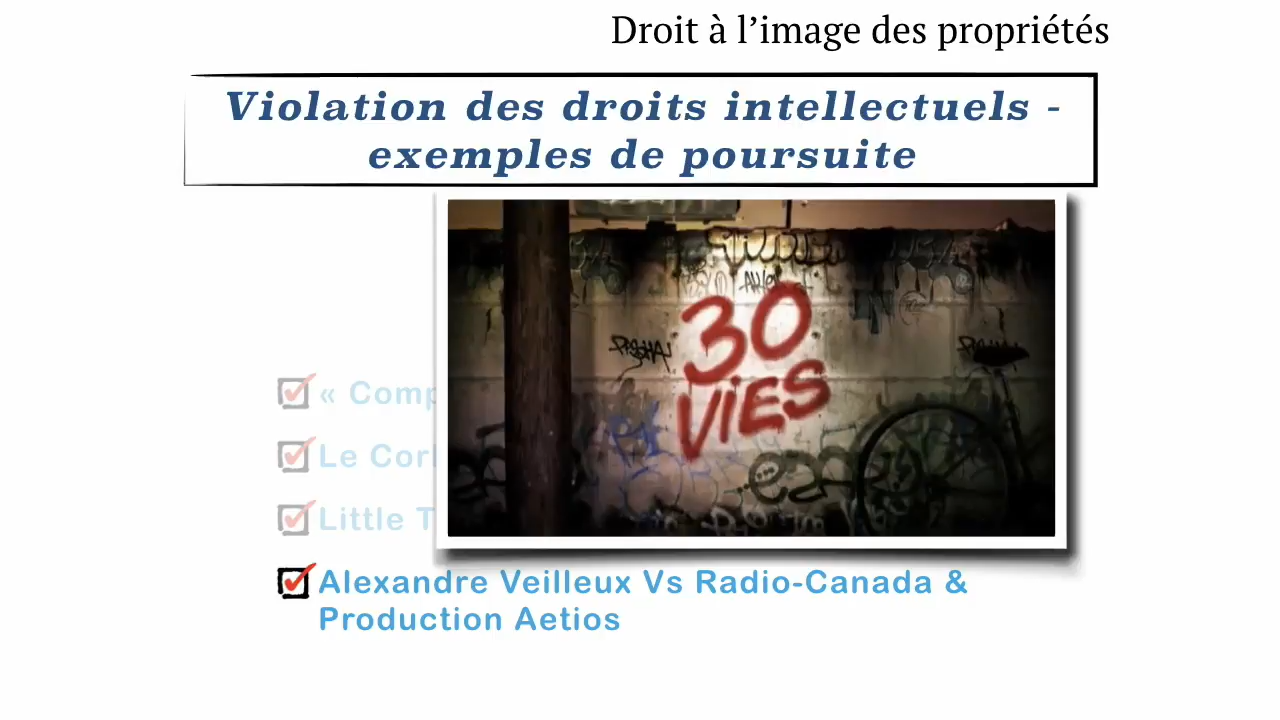 Droit à l’image des propriétés
Violation des droits intellectuels -
exemples de poursuite
30
VIES
« Comp
Le Cor
Little T
Alexandre Veilleux Vs Radio-Canada &
Production Aetios